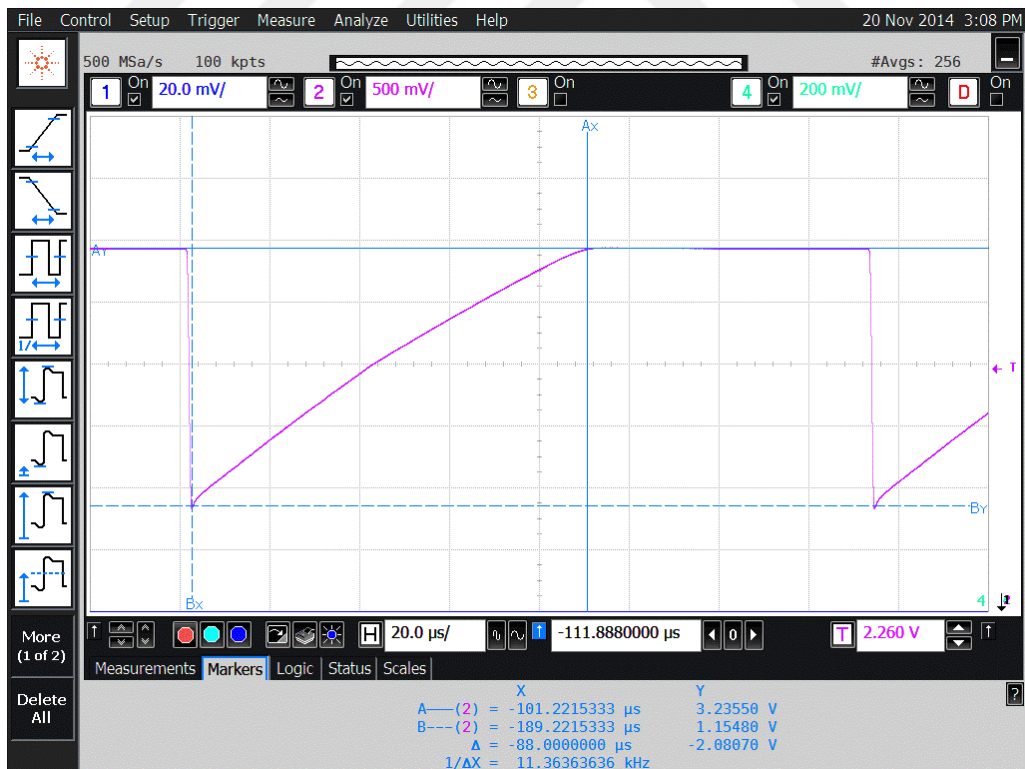 File Control Setup Trigger Measure Analyze Utilities Help 20 Nov 2014 3:08 PM
500 MSa/s 100 kpts #Avgs: 256
1 On 20.0 mV/ 2 On 500 mV/ 3 On 4 On 200 mV/ D On
Ax
AY
T
BY
Bx
4
1/
More
(1 of 2)
Delete
All
H 20.0 µs/ -111.8880000 µs 0 T 2.260 V
Measurements Markers Logic Status Scales
X Y
A——(2) = -101.2215333 µs 3.23550 V
B---(2) = -189.2215333 µs 1.15480 V
Δ = -88.0000000 µs -2.08070 V
1/ΔX = 11.36363636 kHz
?